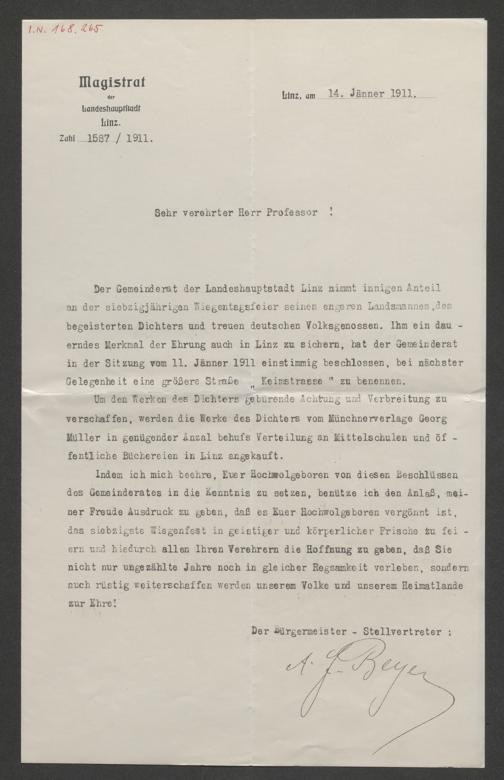 I.N. 168.265
Magistrat
der
Landeshauptstadt
Linz.
Zahl 1587 / 1911.
Linz, am 14. Jänner 1911.
Sehr verehrter Herr Professor !
Der Gemeinderat der Landeshauptstadt Linz nimmt innigen Anteil
an der siebzigjährigen Wiegentagsfeier seines engeren Landsmannes, des
begeisterten Dichters und treuen deutschen Volksgenossen. Ihm ein dau -
erndes Merkmal der Ehrung auch in Linz zu sichern, hat der Gemeinderat
in der Sitzung vom 11. Jänner 1911 einstimmig beschlossen, bei nächster
Gelegenheit eine größere Straße „ Keimstrasse " zu benennen.
Um den Werken des Dichters gebürende Achtung und Verbreitung zu
verschaffen, werden die Werke des Dichters vom Münchnerverlage Georg
Müller in genügender Anzal behufs Verteilung an Mittelschulen und öf -
fentliche Büchereien in Linz angekauft.
Indem ich mich beehre, Euer Hochwolgeboren von diesen Beschlüssen
des Gemeinderates in die Kenntnis zu setzen, benütze ich den Anlaß, mei-
ner Freude Ausdruck zu geben, daß es Euer Hochwolgeboren vergönnt ist,
das siebzigste Wiegenfest in geistiger und körperlicher Frische zu fei -
ern und hiedurch allen Ihren Verehrern die Hoffnung zu geben, daß Sie
nicht nur ungezählte Jahre noch in gleicher Regsamkeit verleben, sondern
auch rüstig weiterschaffen werden unserem Volke und unserem Heimatlande
zur Ehre!
Der Bürgermeister - Stellvertreter :
A. J. Beyer